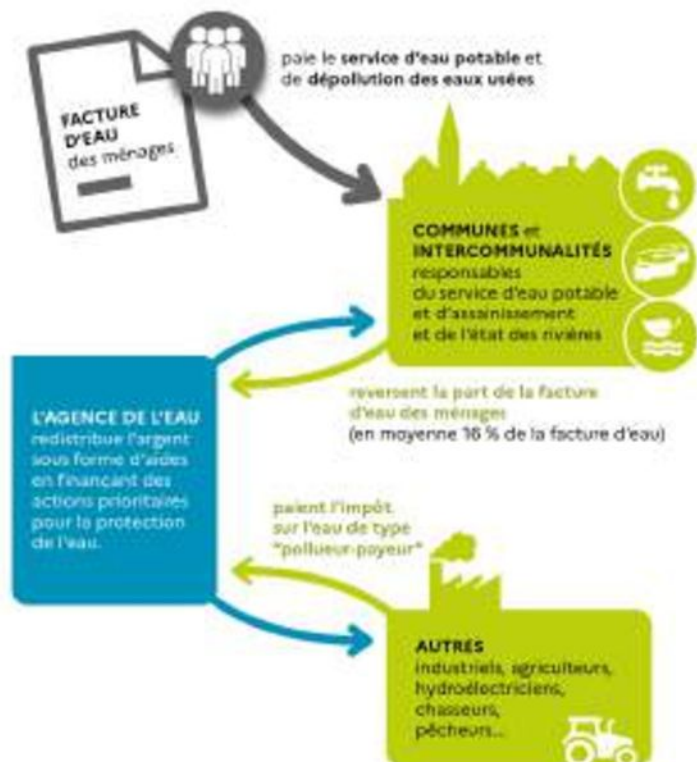 paie le service d'eau potable et
de dépollution des eaux usées
FACTURE
D'EAU
des ménages
COMMUNES et
INTERCOMMUNALITÉS
responsables
du service d'eau potable
et d'assainissement
et de l'état des rivières
reversent la part de la facture
d'eau des ménages
(en moyenne 16 % de la facture d'eau)
L'AGENCE DE L'EAU
redistribue l'argent
sous forme d'aides
en finançant des
actions prioritaires
pour la protection
de l'eau.
paient l'impôt
sur l'eau de type
"pollueur-payeur"
AUTRES
industriels, agriculteurs,
hydroélectriciens,
chasseurs,
pêcheurs...